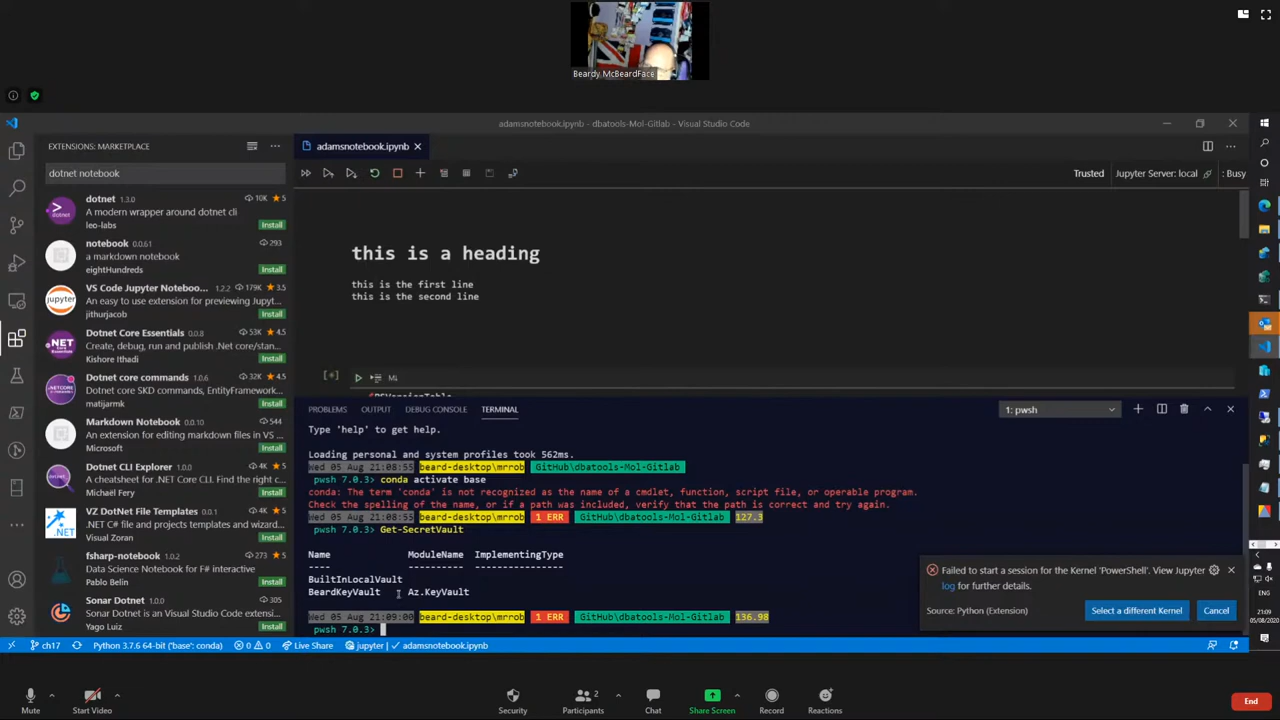 Beardy McBeardFace
adamsnotebook.ipynb - dbatools-Mol-Gitlab - Visual Studio Code
EXTENSIONS: MARKETPLACE
dotnet notebook
dotnet 1.3.0 10K 5
A modern wrapper around dotnet cli
leo-labs Install
notebook 0.0.61 293
a markdown notebook
eightHundreds Install
VS Code Jupyter Noteboo... 1.2.2 179K 3.5
An easy to use extension for previewing Jupyt...
jithurjacob Install
Dotnet Core Essentials 0.0.8 53K 4.5
Create, debug, run and publish .Net core/stan...
Kishore Ithadi Install
Dotnet core commands 1.0.6 32K 4.5
Dotnet core SKD commands, EntityFramework...
matijarmk Install
Markdown Notebook 0.0.10 544
An extension for editing markdown files in VS ...
Microsoft Install
Dotnet CLI Explorer 1.0.0 4K 5
A cheatsheet for .NET CLI. Find the right c...
Michael Frey Install
VZ DotNet File Templates 0.0.1 4K 5
.NET C# file and projects templates and wizard...
Visual Zoran Install
fsharp-notebook 1.0.2 273 5
Data Science Notebook for F# interactive
Pablo Belin Install
Sonar Dotnet 1.0.4 305
Is an Visual Studio Code extension...
Yago Luiz Install
adamsnotebook.ipynb
Trusted Jupyter Server: local : Busy
this is a heading
this is the first line
this is the second line
[*] M↓
$PSVersionTable
PROBLEMS OUTPUT DEBUG CONSOLE TERMINAL 1: pwsh
Type 'help' to get help.
Loading personal and system profiles took 562ms.
Wed 05 Aug 21:08:55 beard-desktop\mrrob GitHub\dbatools-Mol-Gitlab
pwsh 7.0.3> conda activate base
conda: The term 'conda' is not recognized as the name of a cmdlet, function, script file, or operable program.
Check the spelling of the name, or if a path was included, verify that the path is correct and try again.
Wed 05 Aug 21:08:55 beard-desktop\mrrob 1 ERR GitHub\dbatools-Mol-Gitlab 127.3
pwsh 7.0.3> Get-SecretVault
Name ModuleName ImplementingType
---- ---------- ----------------
BuiltInLocalVault
BeardKeyVault Az.KeyVault
Wed 05 Aug 21:09:06 beard-desktop\mrrob 1 ERR GitHub\dbatools-Mol-Gitlab 136.98
pwsh 7.0.3>
Failed to start a session for the Kernel 'PowerShell'. View Jupyter
log for further details.
Source: Python (Extension) Select a different Kernel Cancel
ch17 Python 3.7.6 64-bit ('base': conda) 0 0 Live Share jupyter | ✓ adamsnotebook.ipynb
ENG
21:09
05/08/2020
Mute Start Video Security Participants 2 Chat Share Screen Record Reactions End